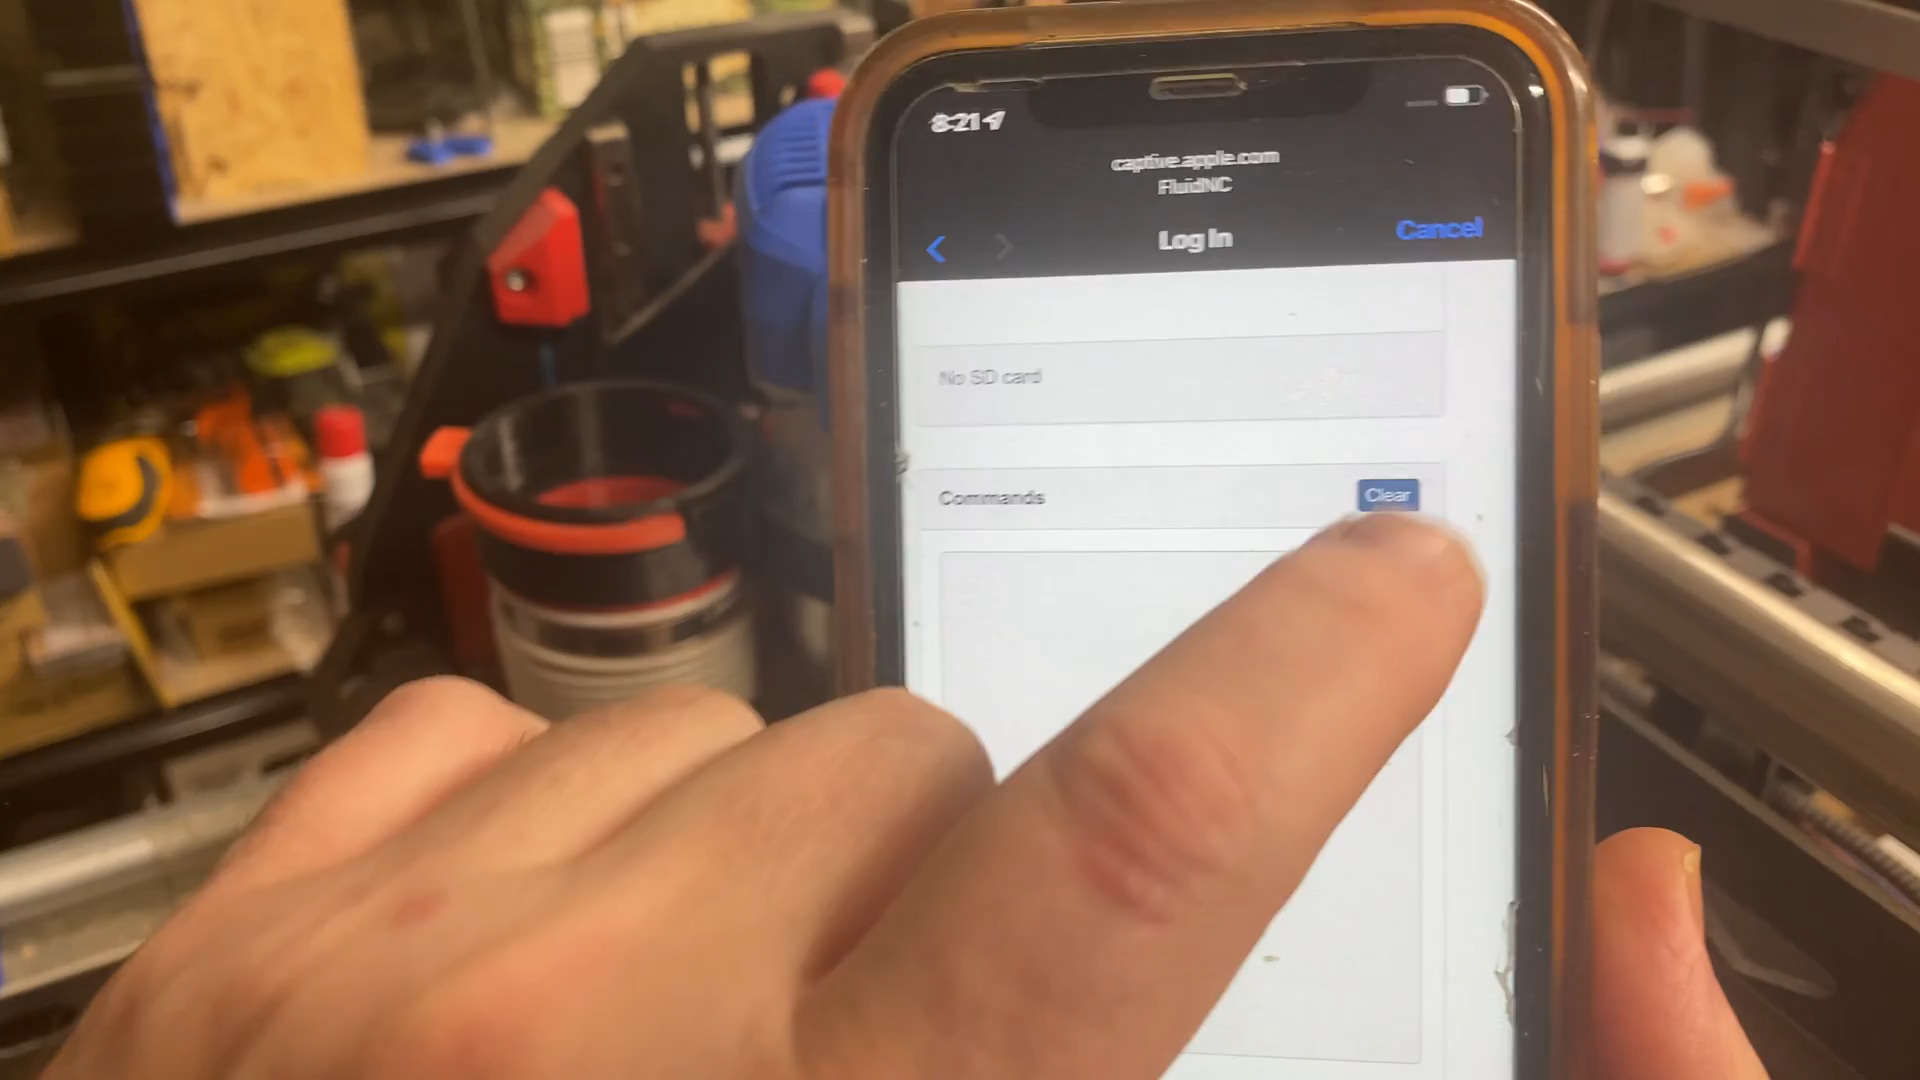 8:21
captive.apple.com
FluidNC
Log In
Cancel
No SD card
Commands
Clear